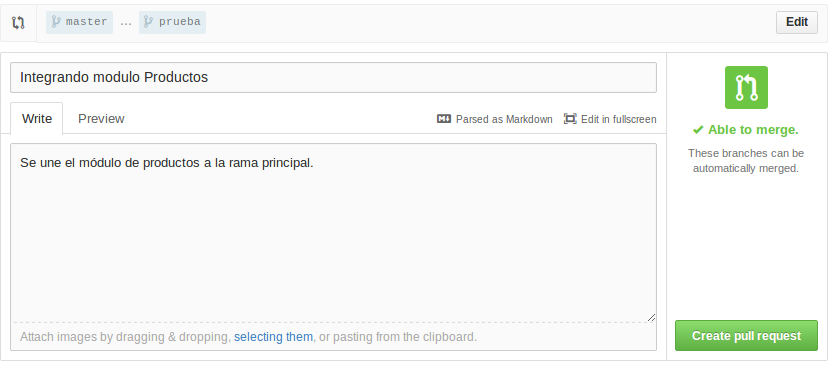 master ... prueba Edit
Integrando modulo Productos
Write Preview Parsed as Markdown Edit in fullscreen
Able to merge.
These branches can be
automatically merged.
Se une el módulo de productos a la rama principal.
Attach images by dragging & dropping, selecting them, or pasting from the clipboard.
Create pull request